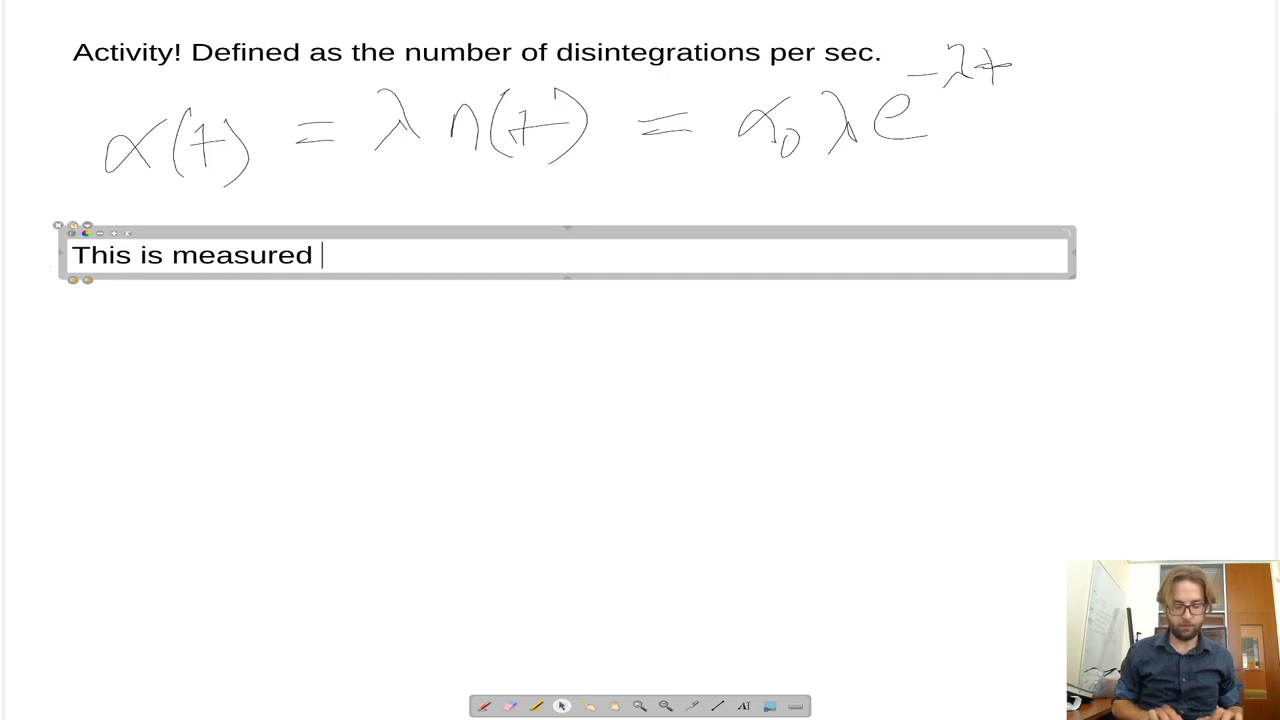 Activity! Defined as the number of disintegrations per sec.
α(t) = λ n(t) = α₀ λ e^{-λt}
This is measured